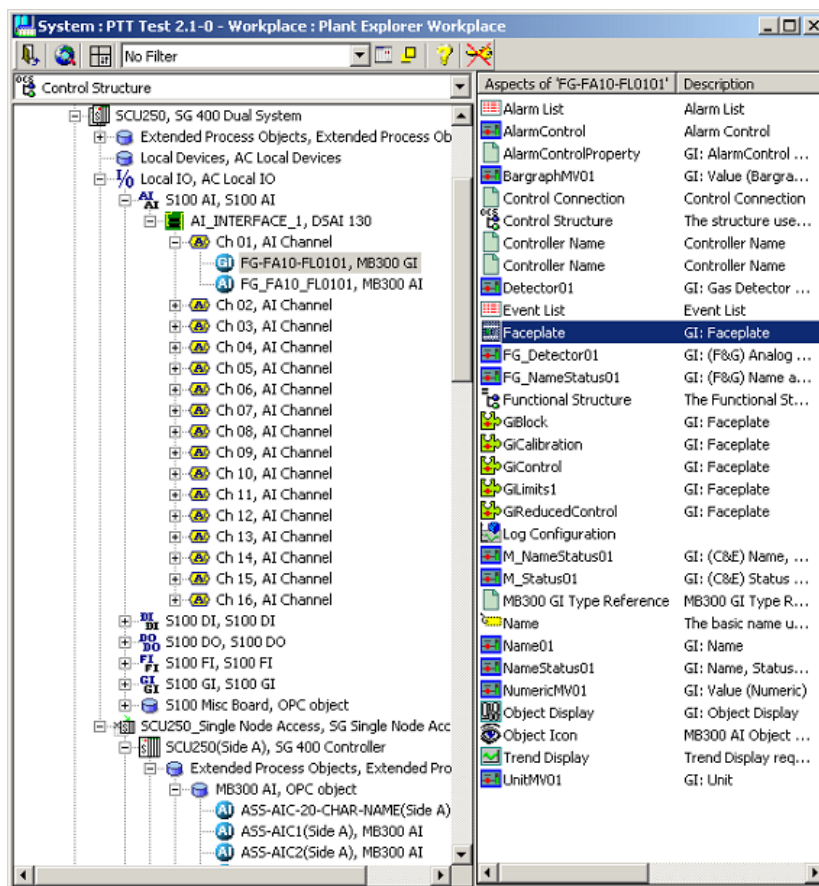 System : PTT Test 2.1-0 - Workplace : Plant Explorer Workplace
No Filter
Control Structure
SCU250, SG 400 Dual System
Extended Process Objects, Extended Process Ob
Local Devices, AC Local Devices
Local IO, AC Local IO
S100 AI, S100 AI
AI_INTERFACE_1, DSAI 130
Ch 01, AI Channel
FG-FA10-FL0101, MB300 GI
FG_FA10_FL0101, MB300 AI
Ch 02, AI Channel
Ch 03, AI Channel
Ch 04, AI Channel
Ch 05, AI Channel
Ch 06, AI Channel
Ch 07, AI Channel
Ch 08, AI Channel
Ch 09, AI Channel
Ch 10, AI Channel
Ch 11, AI Channel
Ch 12, AI Channel
Ch 13, AI Channel
Ch 14, AI Channel
Ch 15, AI Channel
Ch 16, AI Channel
S100 DI, S100 DI
S100 DO, S100 DO
S100 FI, S100 FI
S100 GI, S100 GI
S100 Misc Board, OPC object
SCU250_Single Node Access, SG Single Node Acc
SCU250(Side A), SG 400 Controller
Extended Process Objects, Extended Pro
MB300 AI, OPC object
ASS-AIC-20-CHAR-NAME(Side A)
ASS-AIC1(Side A), MB300 AI
ASS-AIC2(Side A), MB300 AI
Aspects of 'FG-FA10-FL0101' Description
Alarm List Alarm List
AlarmControl Alarm Control
AlarmControlProperty GI: AlarmControl ...
BargraphMV01 GI: Value (Bargra...
Control Connection Control Connection
Control Structure The structure use...
Controller Name Controller Name
Controller Name Controller Name
Detector01 GI: Gas Detector ...
Event List Event List
Faceplate GI: Faceplate
FG_Detector01 GI: (F&G) Analog ...
FG_NameStatus01 GI: (F&G) Name a...
Functional Structure The Functional St...
GiBlock GI: Faceplate
GiCalibration GI: Faceplate
GiControl GI: Faceplate
GiLimits1 GI: Faceplate
GiReducedControl GI: Faceplate
Log Configuration
M_NameStatus01 GI: (C&E) Name, ...
M_Status01 GI: (C&E) Status ...
MB300 GI Type Reference MB300 GI Type R...
Name The basic name u...
Name01 GI: Name
NameStatus01 GI: Name, Status...
NumericMV01 GI: Value (Numeric)
Object Display GI: Object Display
Object Icon MB300 AI Object ...
Trend Display Trend Display req...
UnitMV01 GI: Unit